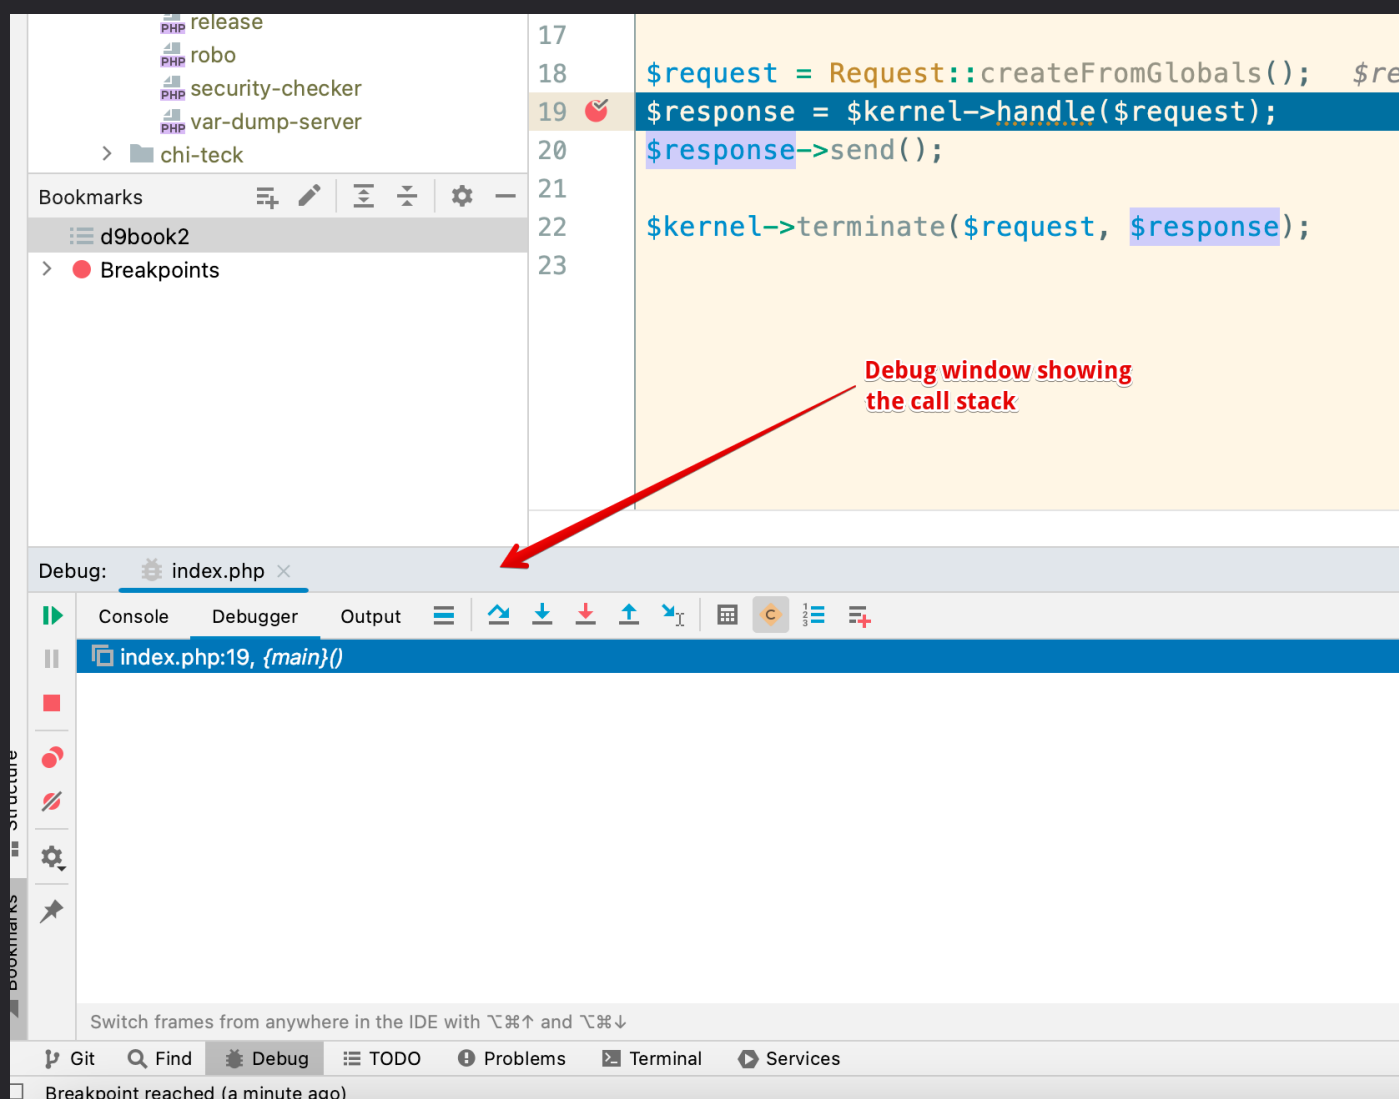 release
robo
security-checker
var-dump-server
chi-teck
Bookmarks
d9book2
Breakpoints
17
18 $request = Request::createFromGlobals(); $re
19 $response = $kernel->handle($request);
20 $response->send();
21
22 $kernel->terminate($request, $response);
23
Debug window showing
the call stack
Debug: index.php
Console Debugger Output
index.php:19, {main}()
Structure
Bookmarks
Switch frames from anywhere in the IDE with ⌥⌘↑ and ⌥⌘↓
Git Find Debug TODO Problems Terminal Services
Breakpoint reached (a minute ago)